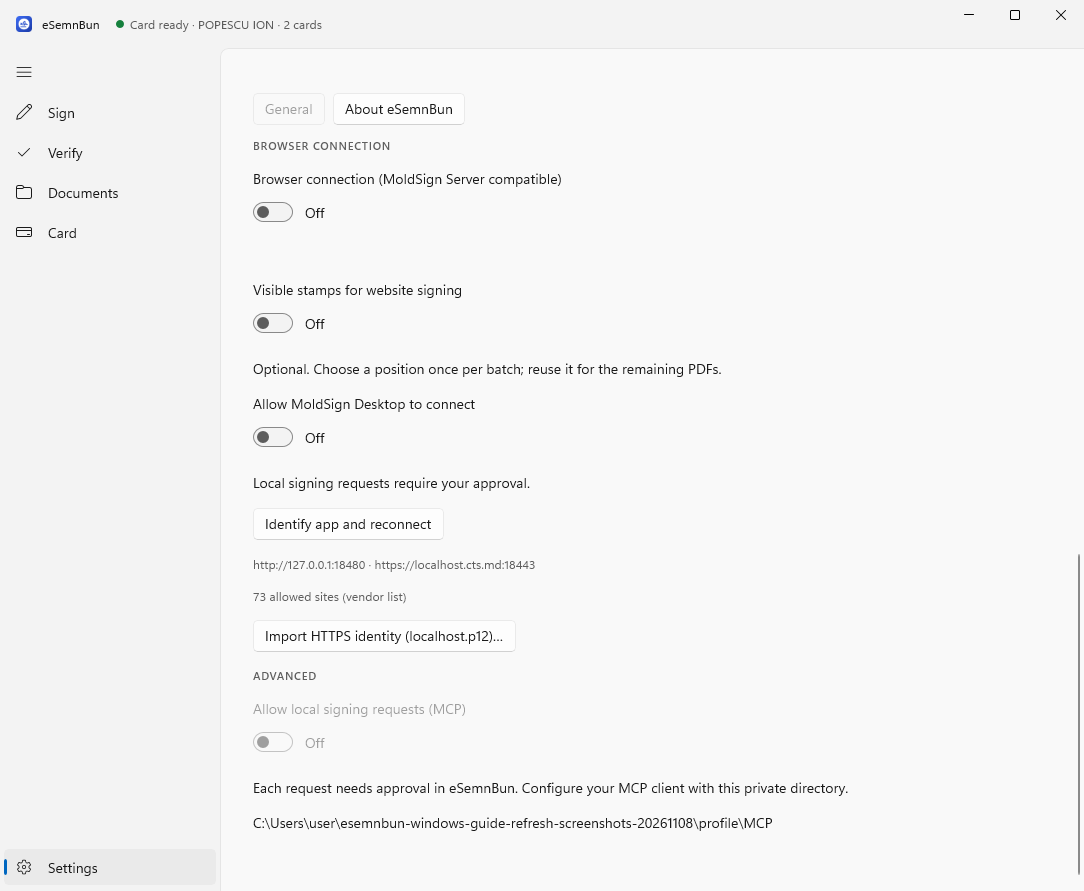 eSemnBun
Card ready · POPESCU ION · 2 cards
Sign
Verify
Documents
Card
Settings
General
About eSemnBun
BROWSER CONNECTION
Browser connection (MoldSign Server compatible)
Off
Visible stamps for website signing
Off
Optional. Choose a position once per batch; reuse it for the remaining PDFs.
Allow MoldSign Desktop to connect
Off
Local signing requests require your approval.
Identify app and reconnect
http://127.0.0.1:18480 · https://localhost.cts.md:18443
73 allowed sites (vendor list)
Import HTTPS identity (localhost.p12)...
ADVANCED
Allow local signing requests (MCP)
Off
Each request needs approval in eSemnBun. Configure your MCP client with this private directory.
C:\Users\user\esemnbun-windows-guide-refresh-screenshots-20261108\profile\MCP